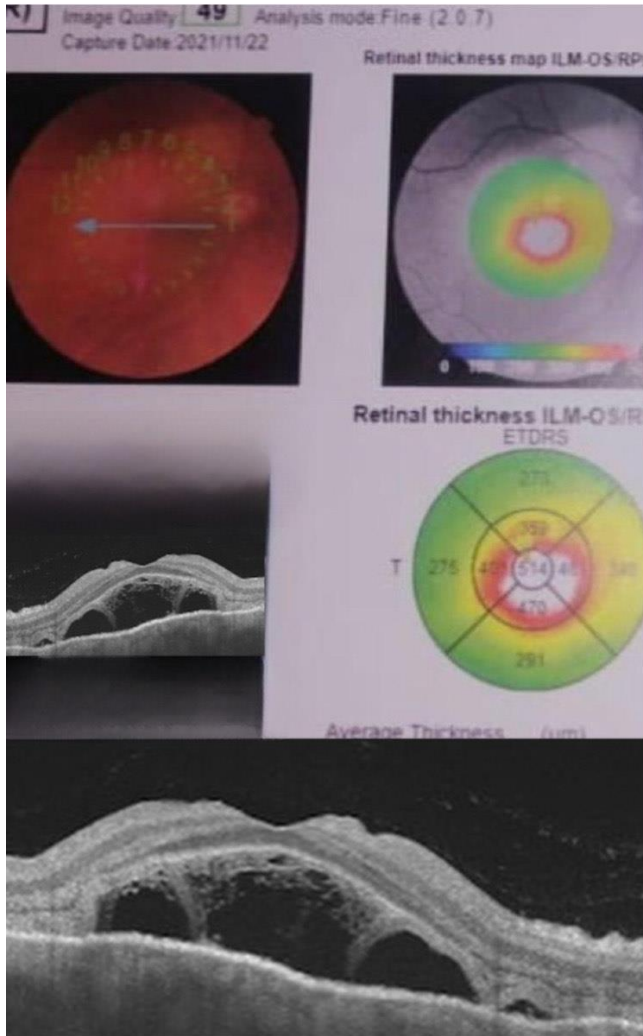 R) Image Quality: 49 Analysis mode:Fine (2.0.7)
Capture Date:2021/11/22
Retinal thickness map ILM-OS/RP
0
Retinal thickness ILM-OS/R
ETDRS
273
359
T 275 514
470
291
Average Thickness (um)